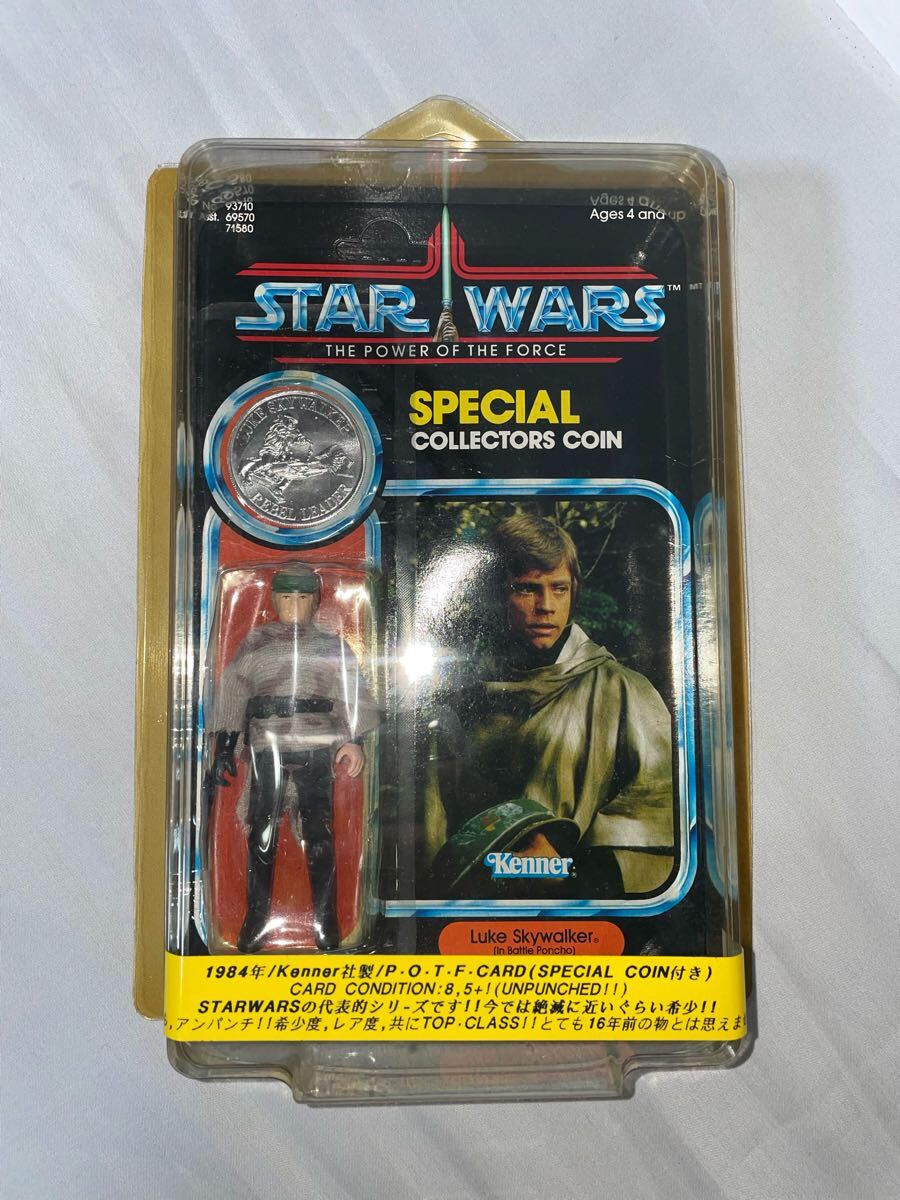 No. 93710
Asst. 69570
71580
Ages 4 and up
STAR WARS™
THE POWER OF THE FORCE
SPECIAL
COLLECTORS COIN
LUKE SKYWALKER
REBEL LEADER
Kenner®
Luke Skywalker®
(In Battle Poncho)
1984年/Kenner社製/P・O・T・F・CARD(SPECIAL COIN付き)
CARD CONDITION:8,5+!(UNPUNCHED!!)
STARWARSの代表的シリ-ズです!!今では絶滅に近いぐらい希少!!
,アンパンチ!!希少度,レア度,共にTOP・CLASS!!とても16年前の物とは思えま